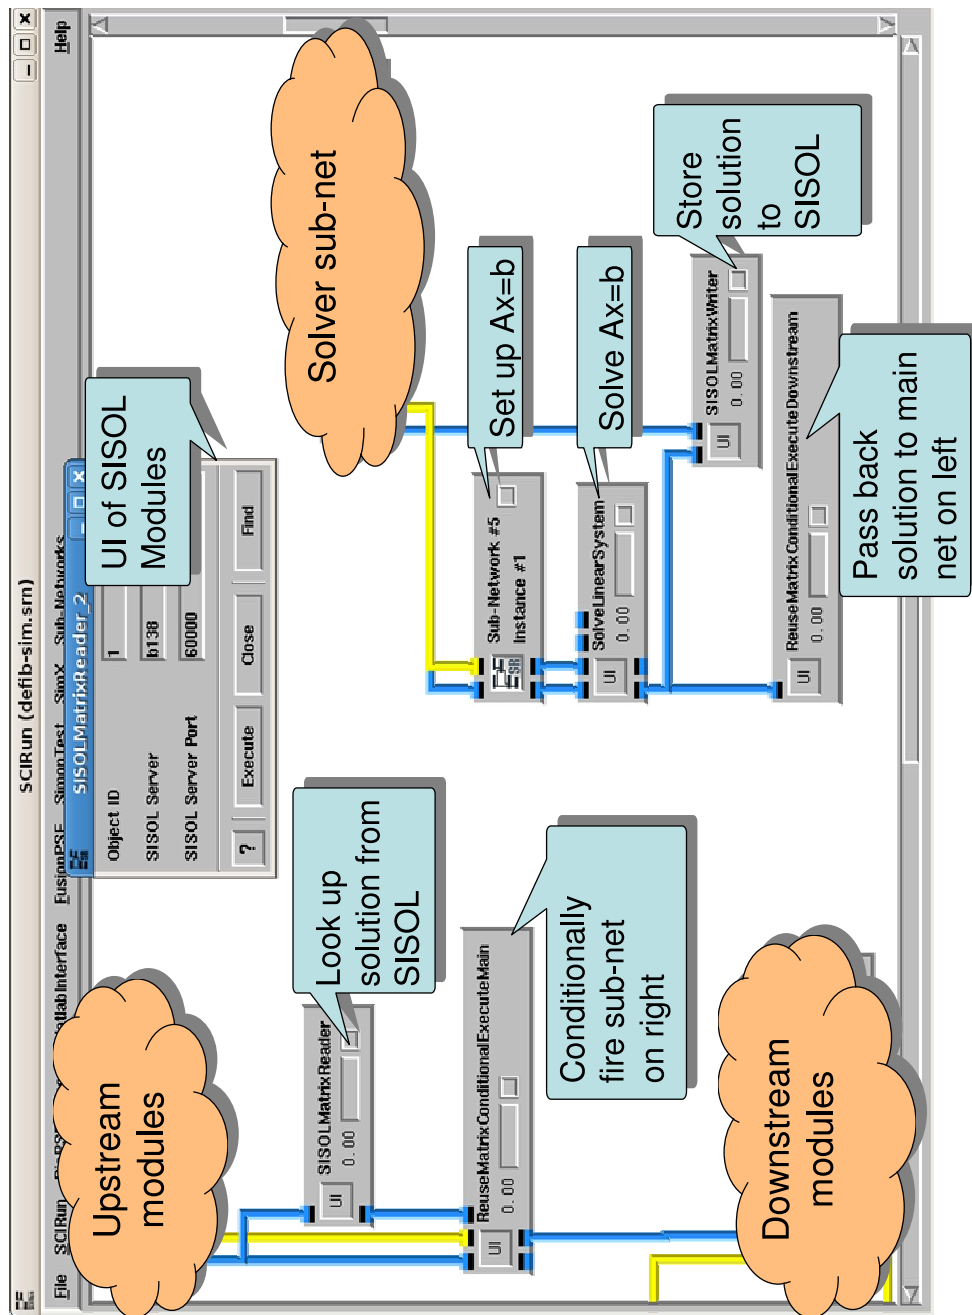 SCIRun (defib-sim.srn)
File
SCIRun
FusionPSE
SimonTest
SimX
Sub-Networks
Help
Upstream
modules
SISOLMatrixReader_2
Object ID
1
SISOL Server
b138
SISOL Server Port
60000
?
Execute
Close
Find
UI of SISOL
Modules
Solver sub-net
SISOLMatrixReader
UI
0.00
Look up
solution from
SISOL
ReuseMatrixConditionalExecuteMain
UI
0.00
Conditionally
fire sub-net
on right
Downstream
modules
Sub-Network #5
Instance #1
Set up Ax=b
SolveLinearSystem
UI
0.00
Solve Ax=b
SISOLMatrixWriter
UI
0.00
Store
solution
to
SISOL
ReuseMatrixConditionalExecuteDownstream
UI
0.00
Pass back
solution to main
net on left